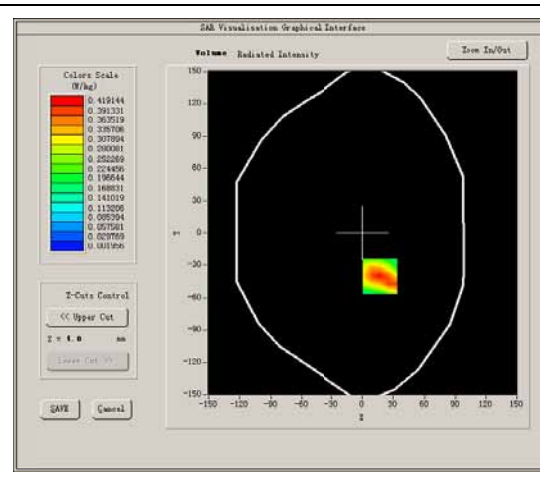 SAR Visualisation Graphical Interface
Volume Radiated Intensity
Zoom In/Out
Colors Scale
(W/kg)
0.419144
0.391331
0.363519
0.335706
0.307894
0.280081
0.252269
0.224456
0.196644
0.168831
0.141019
0.113206
0.085394
0.057581
0.029769
0.001956
Z-Cuts Control
<< Upper Cut
Z = 4.0 mm
Lower Cut >>
SAVE
Cancel
150
120
90
60
30
0
-30
-60
-90
-120
-150
Y
-150 -120 -90 -60 -30 0 30 60 90 120 150
X